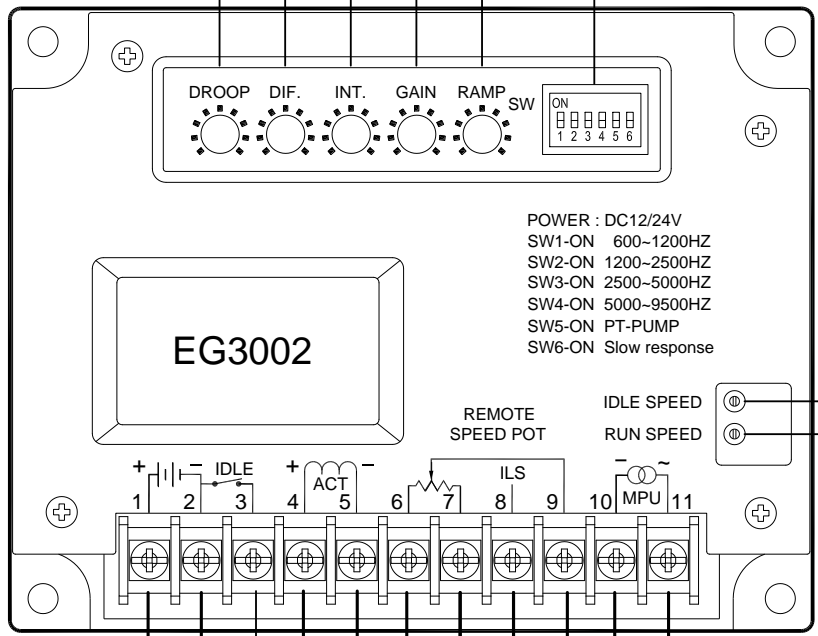 DROOP DIF. INT. GAIN RAMP SW
ON
1 2 3 4 5 6
POWER : DC12/24V
SW1-ON 600~1200HZ
SW2-ON 1200~2500HZ
SW3-ON 2500~5000HZ
SW4-ON 5000~9500HZ
SW5-ON PT-PUMP
SW6-ON Slow response
EG3002
IDLE SPEED
RUN SPEED
REMOTE
SPEED POT
+ − IDLE + − ILS − ~
ACT MPU
1 2 3 4 5 6 7 8 9 10 11